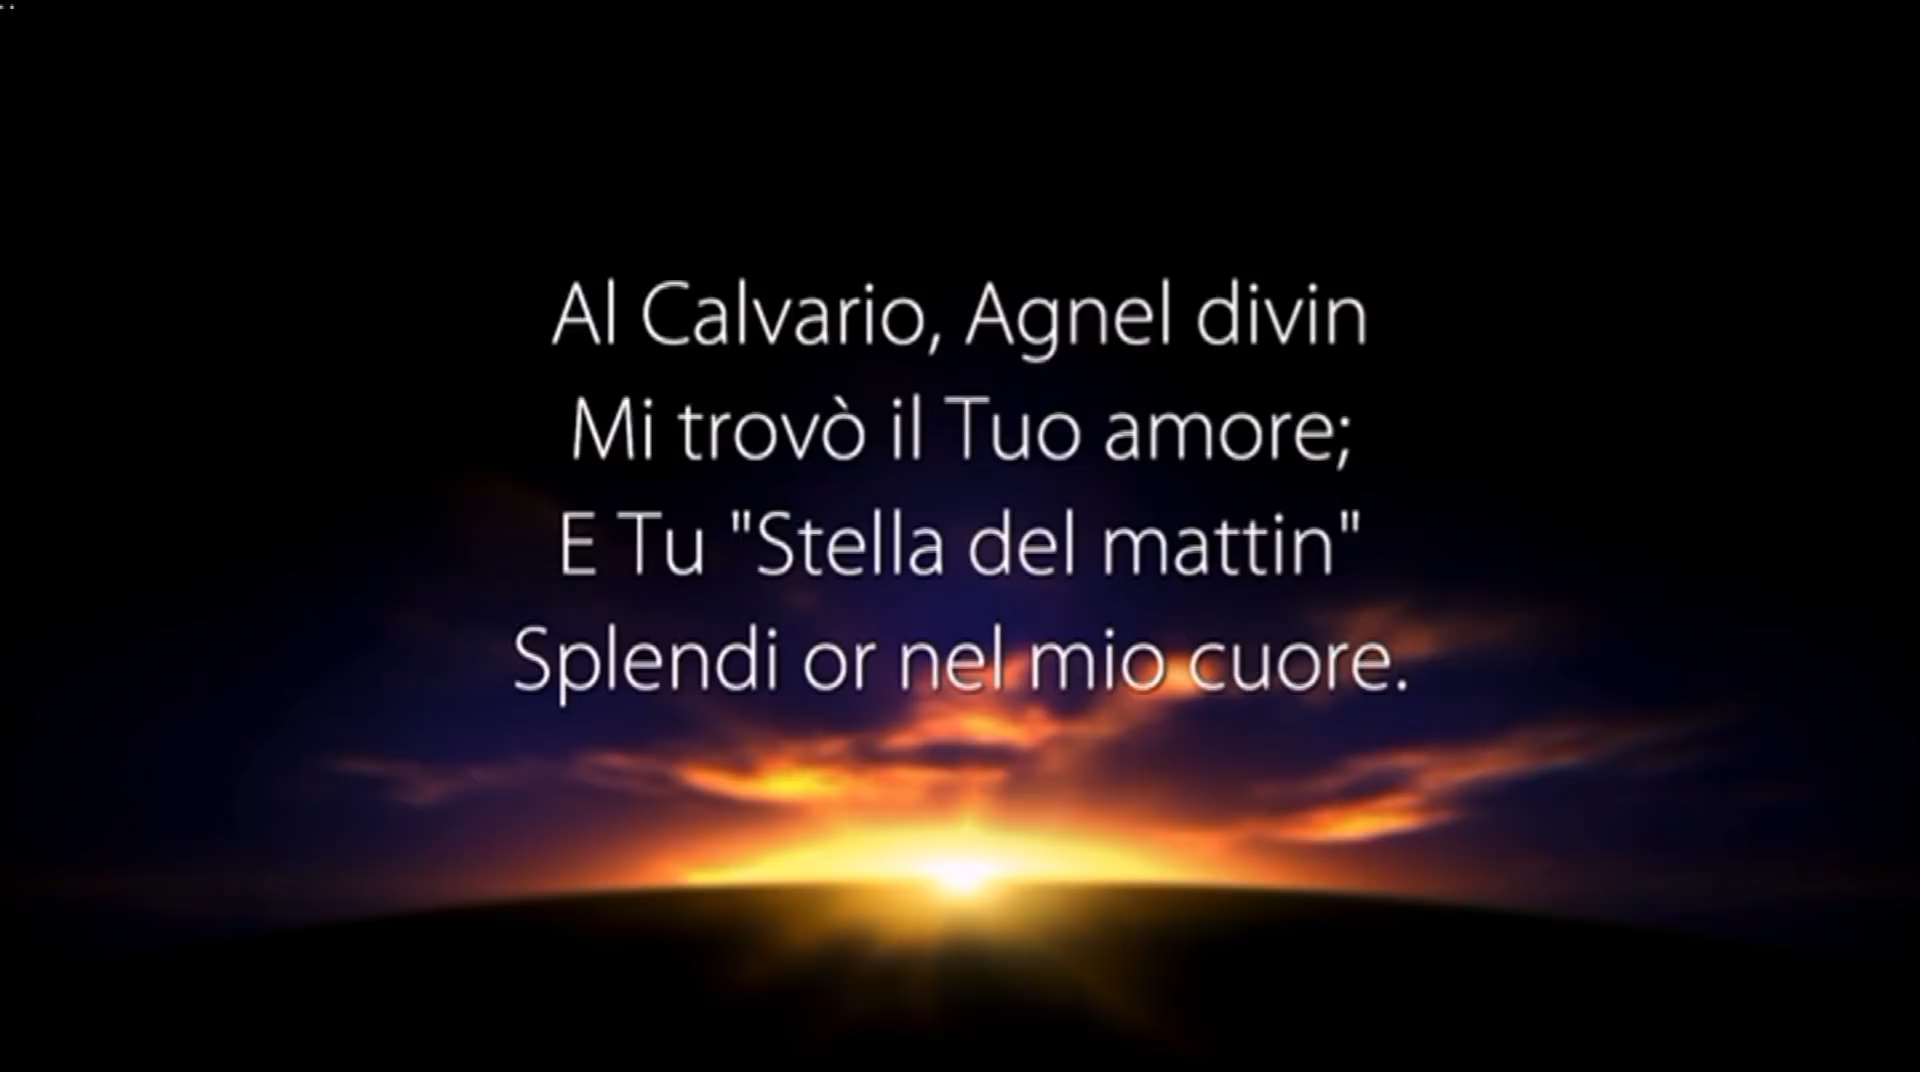 Al Calvario, Agnel divin
Mi trovò il Tuo amore;
E Tu "Stella del mattin"
Splendi or nel mio cuore.